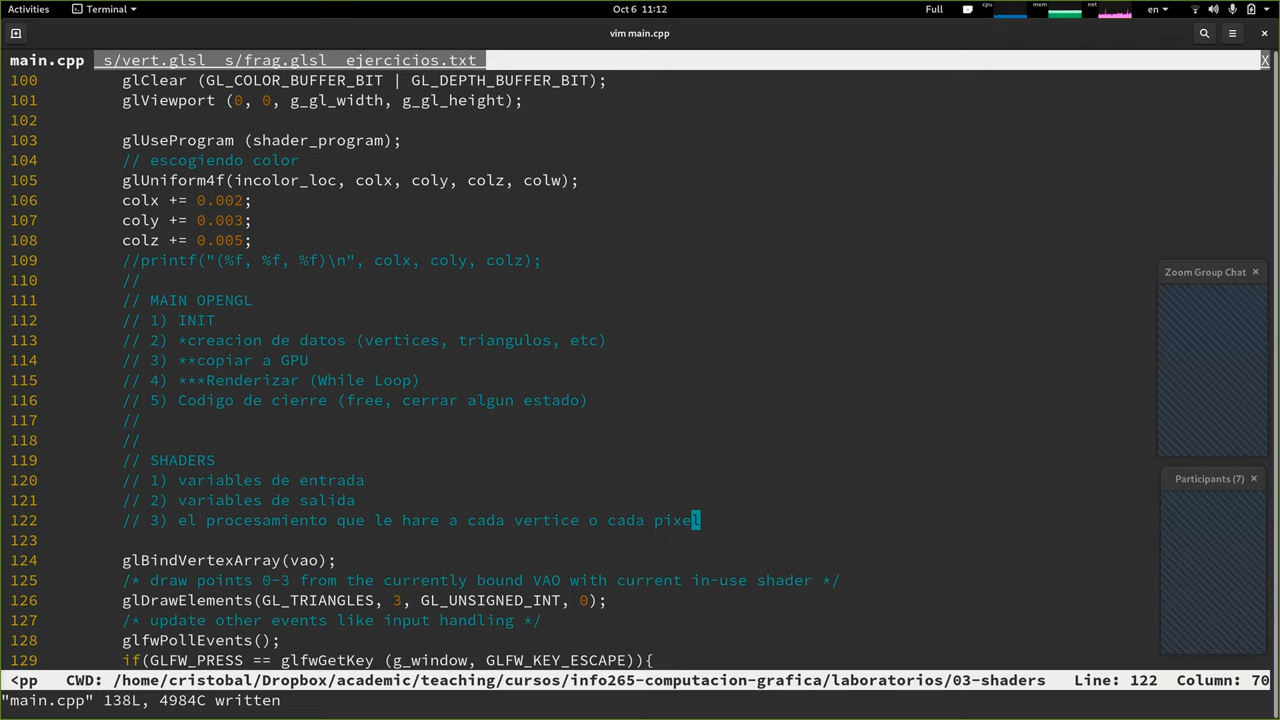 Activities Terminal Oct 6 11:12 Full cpu mem net en
vim main.cpp
main.cpp s/vert.glsl s/frag.glsl ejercicios.txt X
100 glClear (GL_COLOR_BUFFER_BIT | GL_DEPTH_BUFFER_BIT);
101 glViewport (0, 0, g_gl_width, g_gl_height);
102
103 glUseProgram (shader_program);
104 // escogiendo color
105 glUniform4f(incolor_loc, colx, coly, colz, colw);
106 colx += 0.002;
107 coly += 0.003;
108 colz += 0.005;
109 //printf("(%f, %f, %f)\n", colx, coly, colz);
110 //
111 // MAIN OPENGL
112 // 1) INIT
113 // 2) *creacion de datos (vertices, triangulos, etc)
114 // 3) **copiar a GPU
115 // 4) ***Renderizar (While Loop)
116 // 5) Codigo de cierre (free, cerrar algun estado)
117 //
118 //
119 // SHADERS
120 // 1) variables de entrada
121 // 2) variables de salida
122 // 3) el procesamiento que le hare a cada vertice o cada pixel
123
124 glBindVertexArray(vao);
125 /* draw points 0-3 from the currently bound VAO with current in-use shader */
126 glDrawElements(GL_TRIANGLES, 3, GL_UNSIGNED_INT, 0);
127 /* update other events like input handling */
128 glfwPollEvents();
129 if(GLFW_PRESS == glfwGetKey (g_window, GLFW_KEY_ESCAPE)){
<pp CWD: /home/cristobal/Dropbox/academic/teaching/cursos/info265-computacion-grafica/laboratorios/03-shaders Line: 122 Column: 70
"main.cpp" 138L, 4984C written
Zoom Group Chat
Participants (7)